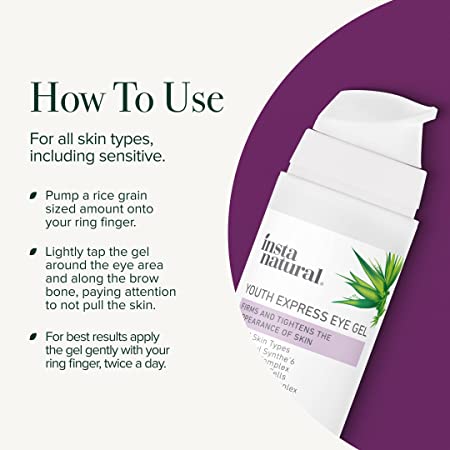 How To Use
For all skin types,
including sensitive.
Pump a rice grain
sized amount onto
your ring finger.
Lightly tap the gel
around the eye area
and along the brow
bone, paying attention
to not pull the skin.
For best results apply
the gel gently with your
ring finger, twice a day.
insta
natural®
YOUTH EXPRESS EYE GEL
FIRMS AND TIGHTENS THE
APPEARANCE OF SKIN
Skin Types
Synthe'6